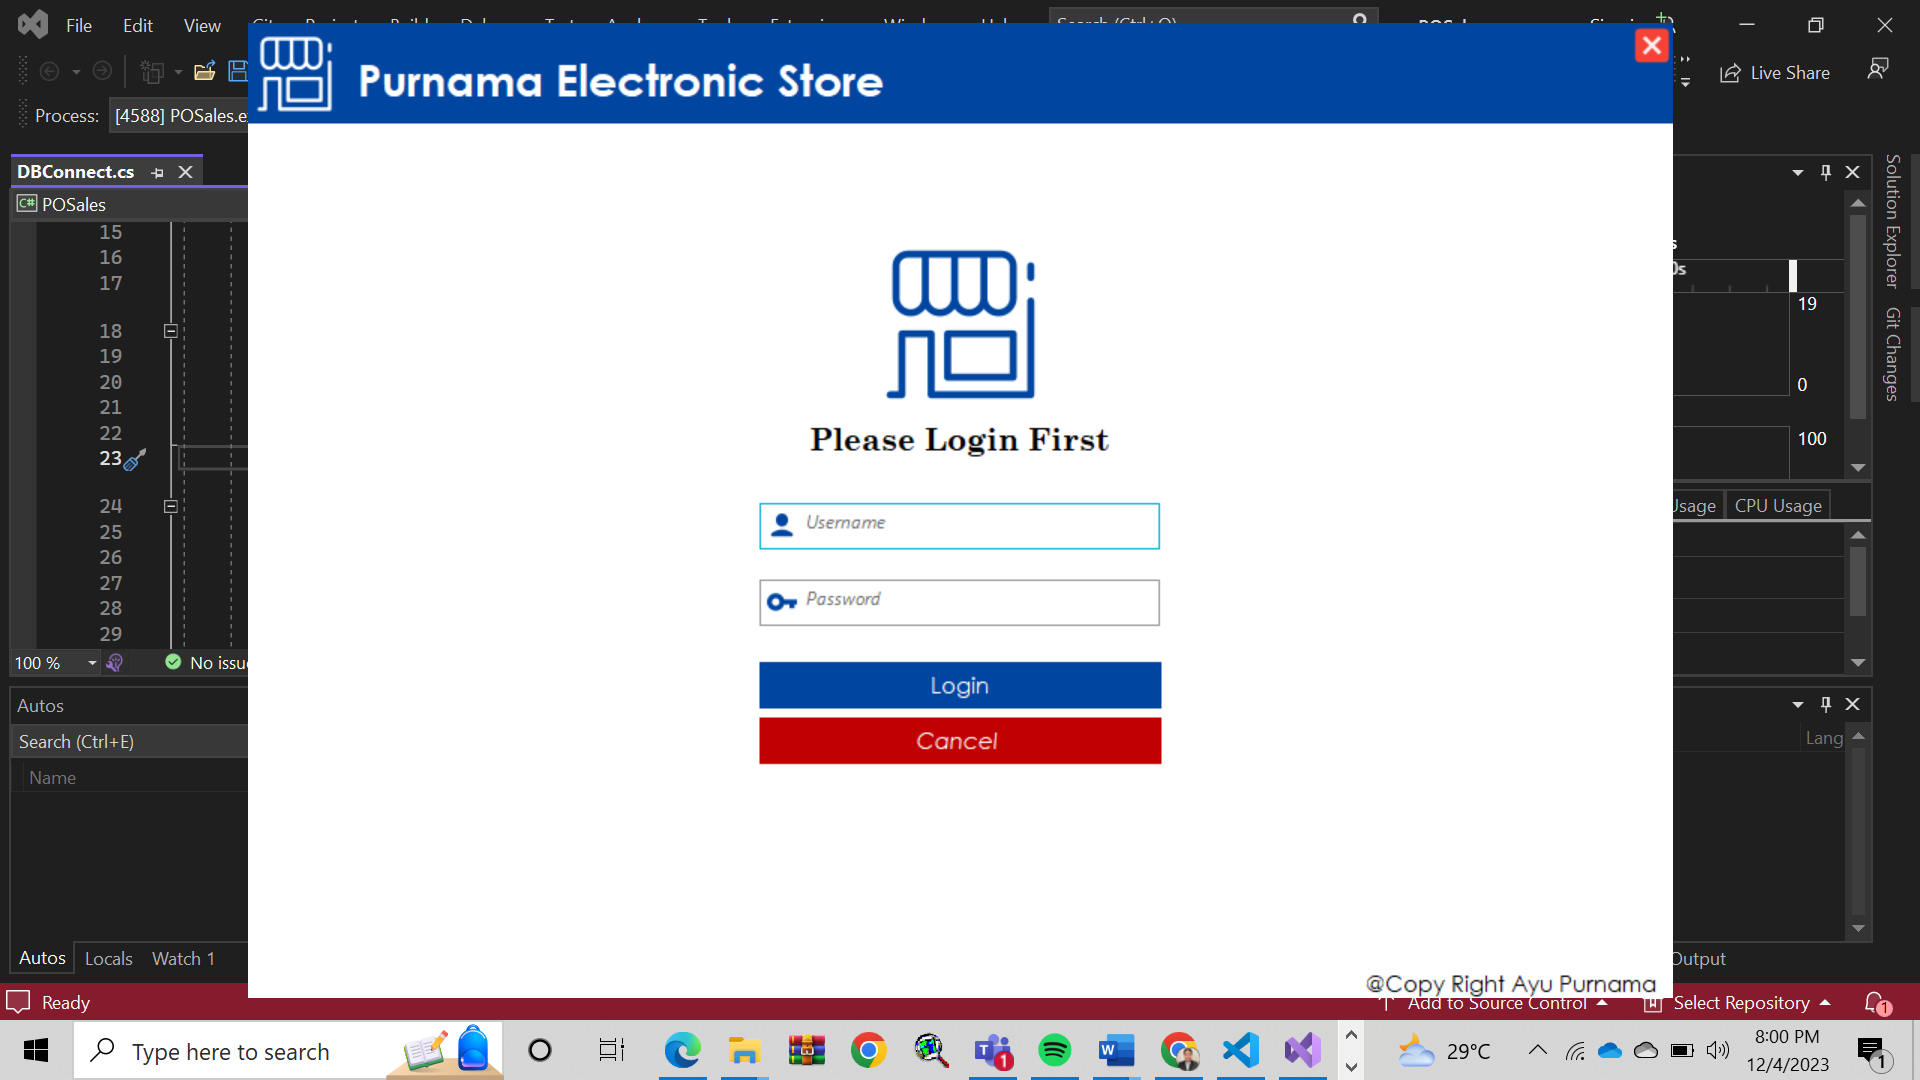 File Edit View
Purnama Electronic Store
Live Share
Process: [4588] POSales.e
DBConnect.cs
C# POSales
15
16
17
18
19
20
21
22
23
24
25
26
27
28
29
100 % No issu
Solution Explorer
Git Changes
0s
19
0
100
Usage CPU Usage
Please Login First
Username
Password
Login
Cancel
Autos
Search (Ctrl+E)
Name
Lang
Autos Locals Watch 1
Output
@Copy Right Ayu Purnama
Ready
Add to Source Control
Select Repository
1
Type here to search
1
29°C
8:00 PM
12/4/2023
1